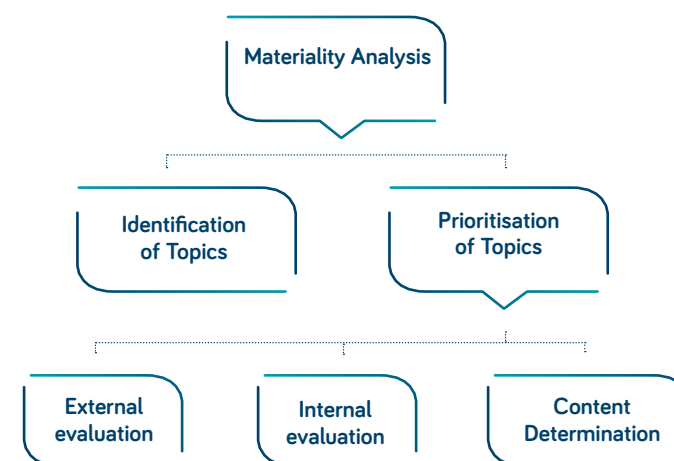 Materiality Analysis
Identification
of Topics
Prioritisation
of Topics
External
evaluation
Internal
evaluation
Content
Determination